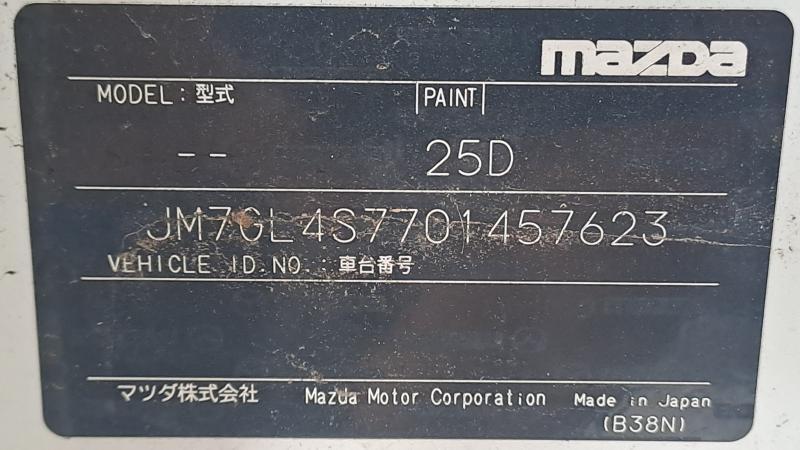 mazda
MODEL : 型式 PAINT
-- 25D
JM7GL4S7701457623
VEHICLE ID. NO. 車台番号
マツダ株式会社 Mazda Motor Corporation Made in Japan
(B38N)